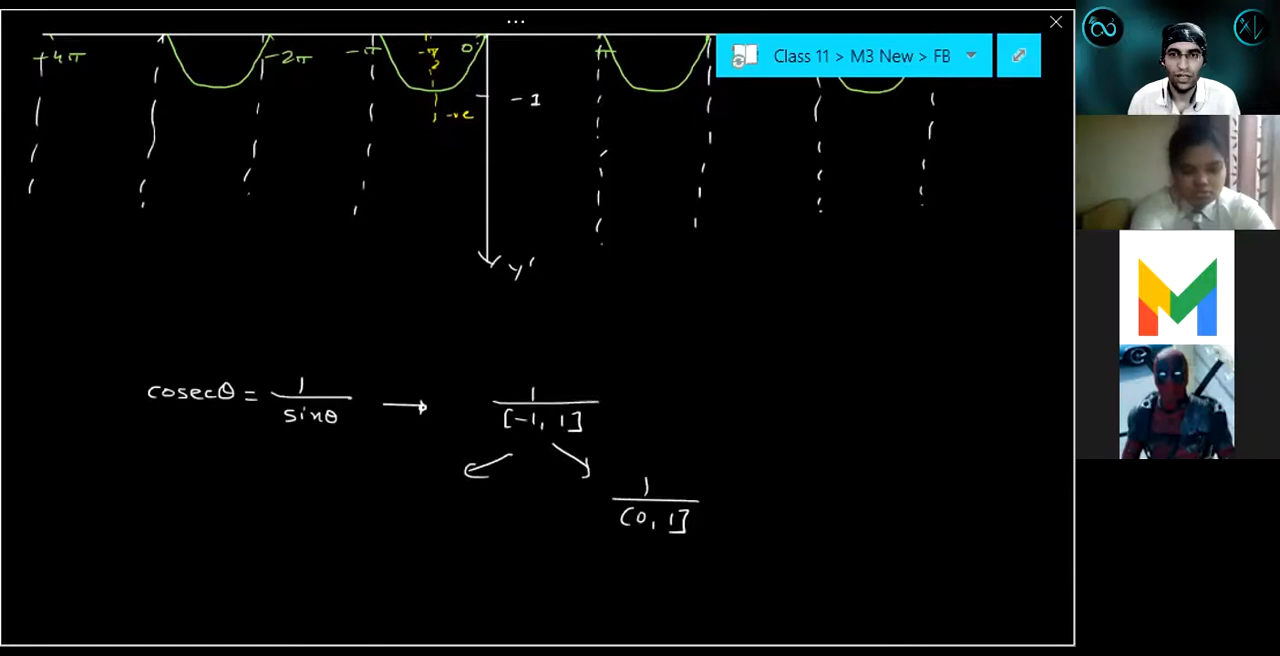 ...
+4π -2π -π -π/2 0 π Class 11 > M3 New > FB
-1
-ve
y'
cosecθ = 1/sinθ → 1/[-1, 1]
1/(0, 1]